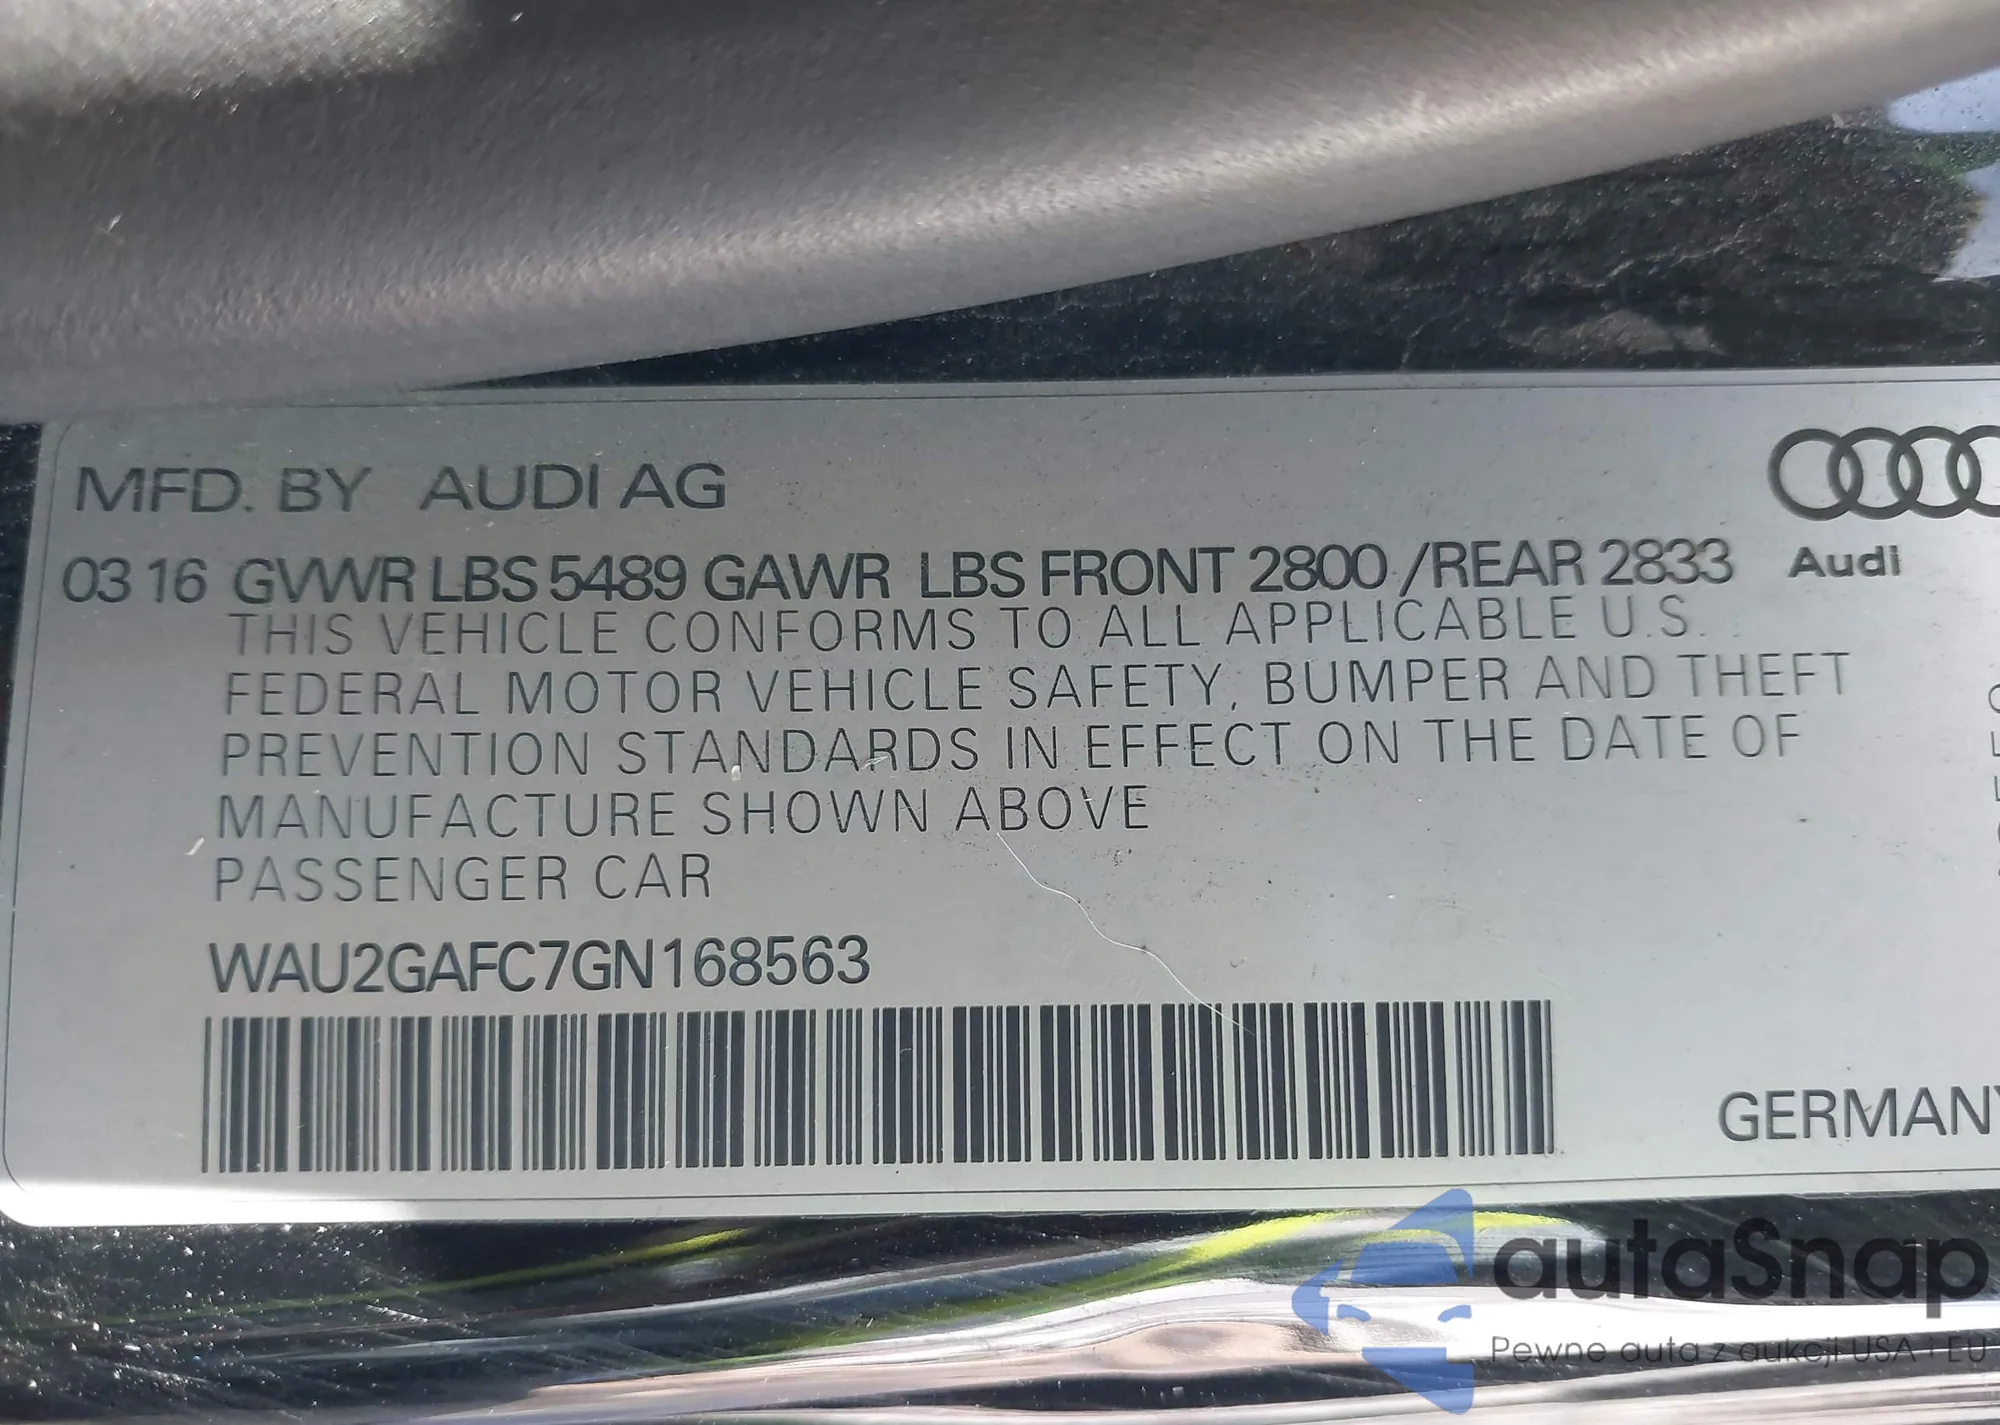 MFD. BY AUDI AG
03 16 GVWR LBS 5489 GAWR LBS FRONT 2800 /REAR 2833
Audi
THIS VEHICLE CONFORMS TO ALL APPLICABLE U.S.
FEDERAL MOTOR VEHICLE SAFETY, BUMPER AND THEFT
PREVENTION STANDARDS IN EFFECT ON THE DATE OF
MANUFACTURE SHOWN ABOVE
PASSENGER CAR
WAU2GAFC7GN168563
GERMANY
autaSnap
Pewne auta z aukcji USA i EU